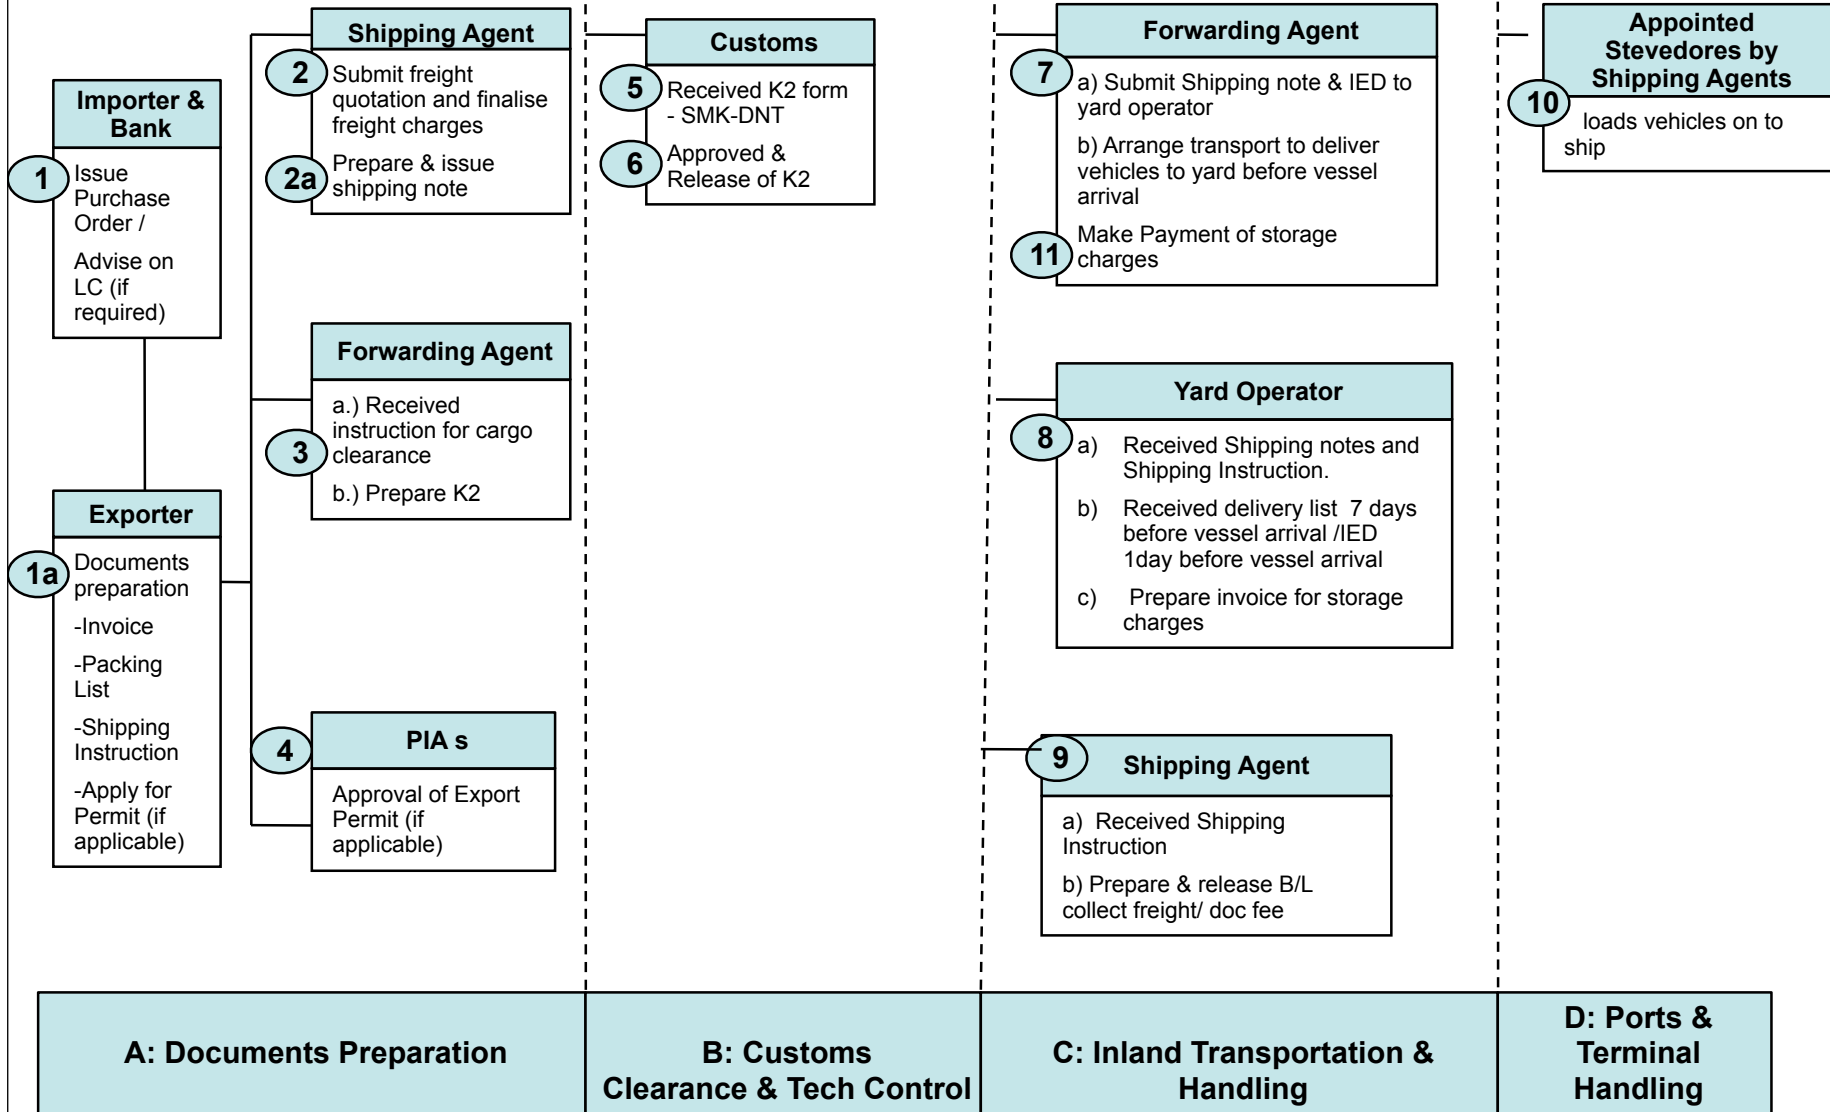 Importer &
Bank
1
Issue
Purchase
Order /
Advise on
LC (if
required)
Exporter
1a
Documents
preparation
-Invoice
-Packing
List
-Shipping
Instruction
-Apply for
Permit (if
applicable)
Shipping Agent
2
Submit freight
quotation and finalise
freight charges
2a
Prepare & issue
shipping note
Forwarding Agent
a.) Received
instruction for cargo
clearance
3
b.) Prepare K2
PIA s
4
Approval of Export
Permit (if
applicable)
Customs
5
Received K2 form
- SMK-DNT
6
Approved &
Release of K2
Forwarding Agent
7
a) Submit Shipping note & IED to
yard operator
b) Arrange transport to deliver
vehicles to yard before vessel
arrival
11
Make Payment of storage
charges
Yard Operator
8
a) Received Shipping notes and
Shipping Instruction.
b) Received delivery list 7 days
before vessel arrival /IED
1day before vessel arrival
c) Prepare invoice for storage
charges
9
Shipping Agent
a) Received Shipping
Instruction
b) Prepare & release B/L
collect freight/ doc fee
Appointed
Stevedores by
Shipping Agents
10
loads vehicles on to
ship
A: Documents Preparation
B: Customs
Clearance & Tech Control
C: Inland Transportation &
Handling
D: Ports &
Terminal
Handling